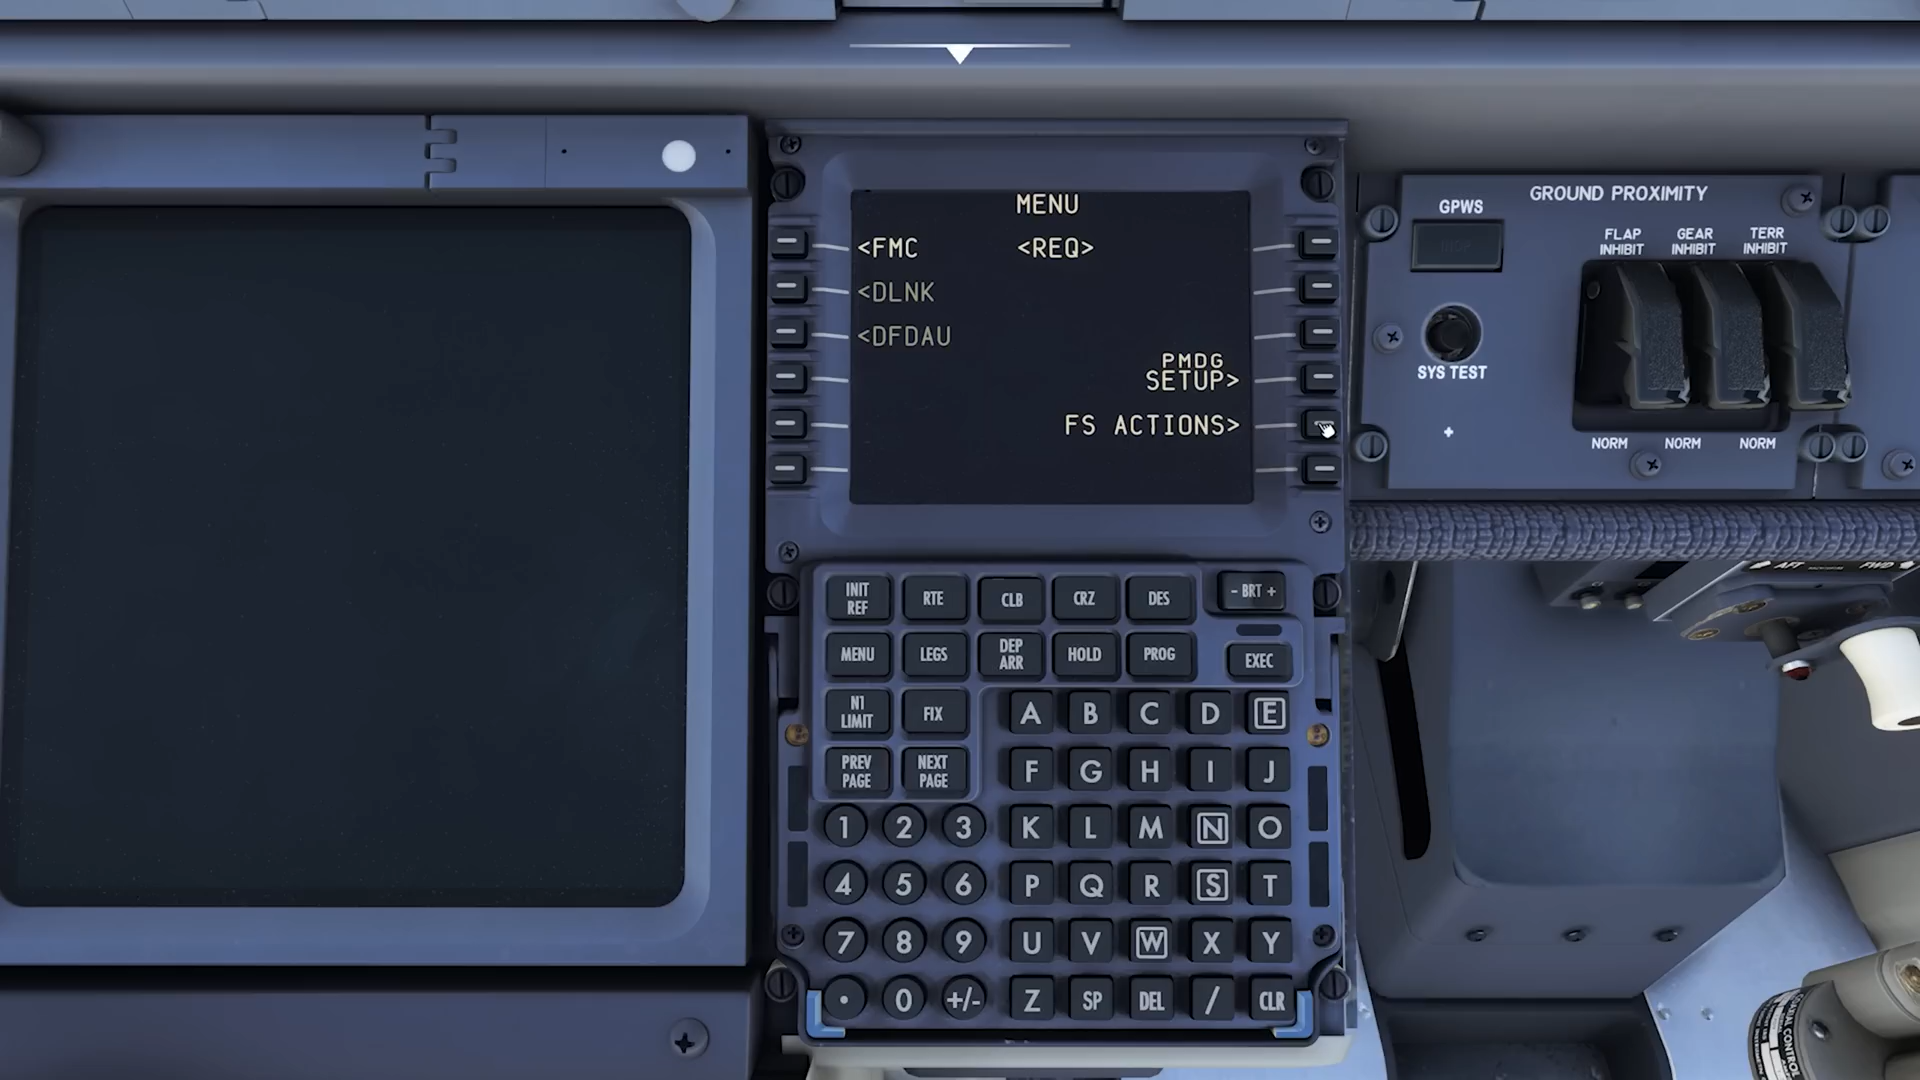 MENU
<FMC <REQ>
<DLNK
<DFDAU
PMDG
SETUP>
FS ACTIONS>
INIT
REF
RTE
CLB
CRZ
DES
- BRT +
MENU
LEGS
DEP
ARR
HOLD
PROG
EXEC
N1
LIMIT
FIX
A B C D E
PREV
PAGE
NEXT
PAGE
F G H I J
1 2 3 K L M N O
4 5 6 P Q R S T
7 8 9 U V W X Y
. 0 +/- Z SP DEL / CLR
GROUND PROXIMITY
GPWS
INOP
FLAP
INHIBIT
GEAR
INHIBIT
TERR
INHIBIT
SYS TEST
NORM NORM NORM
AFT FWD